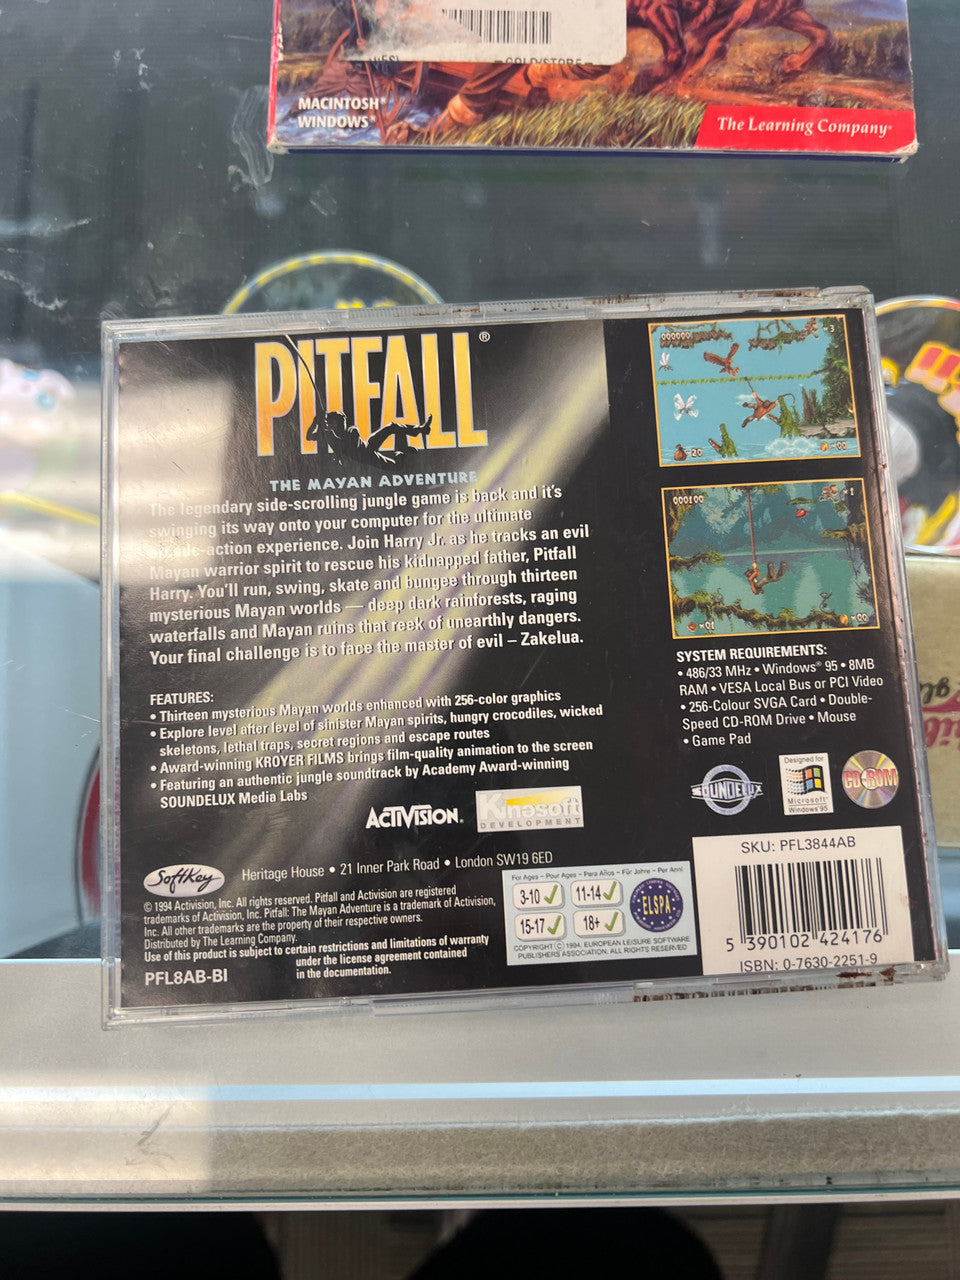 MACINTOSH
WINDOWS
The Learning Company
PITFALL®
THE MAYAN ADVENTURE
The legendary side-scrolling jungle game is back and it's
swinging its way onto your computer for the ultimate
action experience. Join Harry Jr. as he tracks an evil
Mayan warrior spirit to rescue his kidnapped father, Pitfall
Harry. You'll run, swing, skate and bungee through thirteen
mysterious Mayan worlds — deep dark rainforests, raging
waterfalls and Mayan ruins that reek of unearthly dangers.
Your final challenge is to face the master of evil – Zakelua.
FEATURES:
• Thirteen mysterious Mayan worlds enhanced with 256-color graphics
• Explore level after level of sinister Mayan spirits, hungry crocodiles, wicked
skeletons, lethal traps, secret regions and escape routes
• Award-winning KROYER FILMS brings film-quality animation to the screen
• Featuring an authentic jungle soundtrack by Academy Award-winning
SOUNDELUX Media Labs
000000
3
20
00
000100
1
01
00
SYSTEM REQUIREMENTS:
• 486/33 MHz • Windows® 95 • 8MB
RAM • VESA Local Bus or PCI Video
• 256-Colour SVGA Card • Double-
Speed CD-ROM Drive • Mouse
• Game Pad
ACTIVISION.
Kinesoft
DEVELOPMENT
SOUNDELUX
Designed for
Microsoft®
Windows®95
CD-ROM
SoftKey
Heritage House • 21 Inner Park Road • London SW19 6ED
© 1994 Activision, Inc. All rights reserved. Pitfall and Activision are registered
trademarks of Activision, Inc. Pitfall: The Mayan Adventure is a trademark of Activision,
Inc. All other trademarks are the property of their respective owners.
Distributed by The Learning Company.
Use of this product is subject to certain restrictions and limitations of warranty
under the license agreement contained
in the documentation.
PFL8AB-BI
For Ages - Pour Ages - Para Años - Für Jahre - Per Anni
3-10
11-14
15-17
18+
ELSPA
COPYRIGHT © 1994. EUROPEAN LEISURE SOFTWARE
PUBLISHERS ASSOCIATION. ALL RIGHTS RESERVED
SKU: PFL3844AB
5 390102 424176
ISBN: 0-7630-2251-9